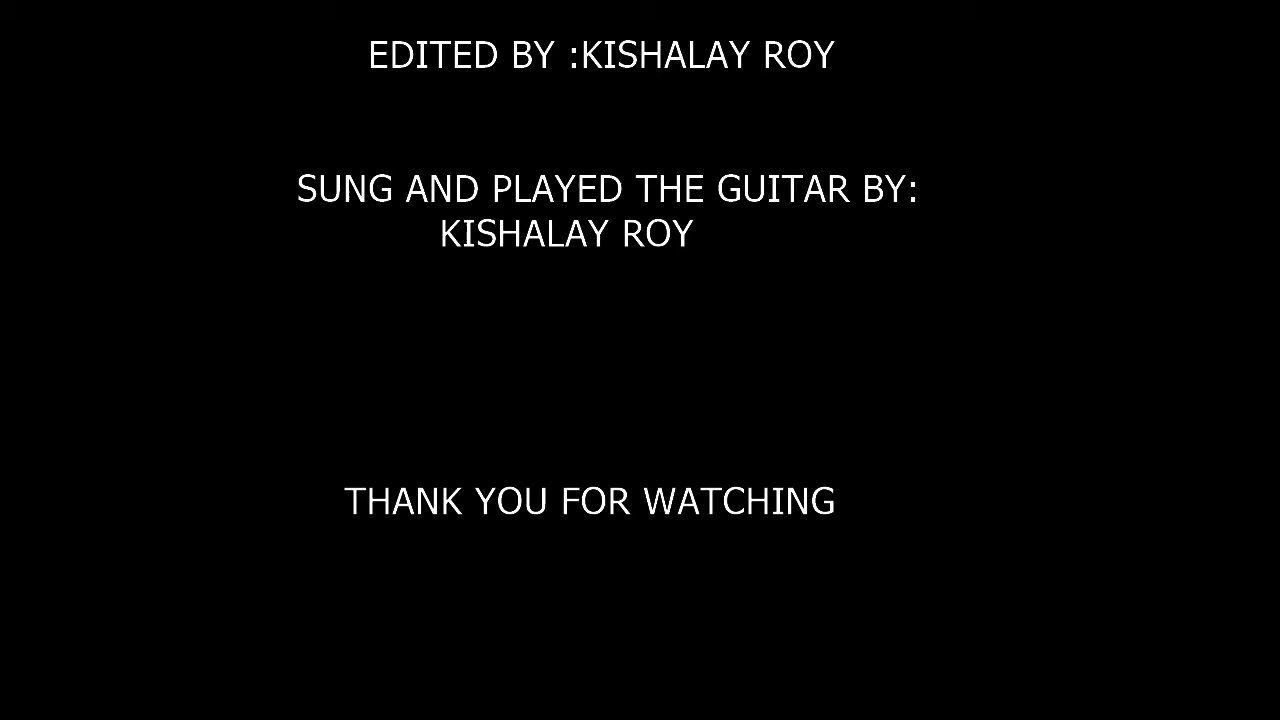 EDITED BY :KISHALAY ROY
SUNG AND PLAYED THE GUITAR BY:
KISHALAY ROY
THANK YOU FOR WATCHING